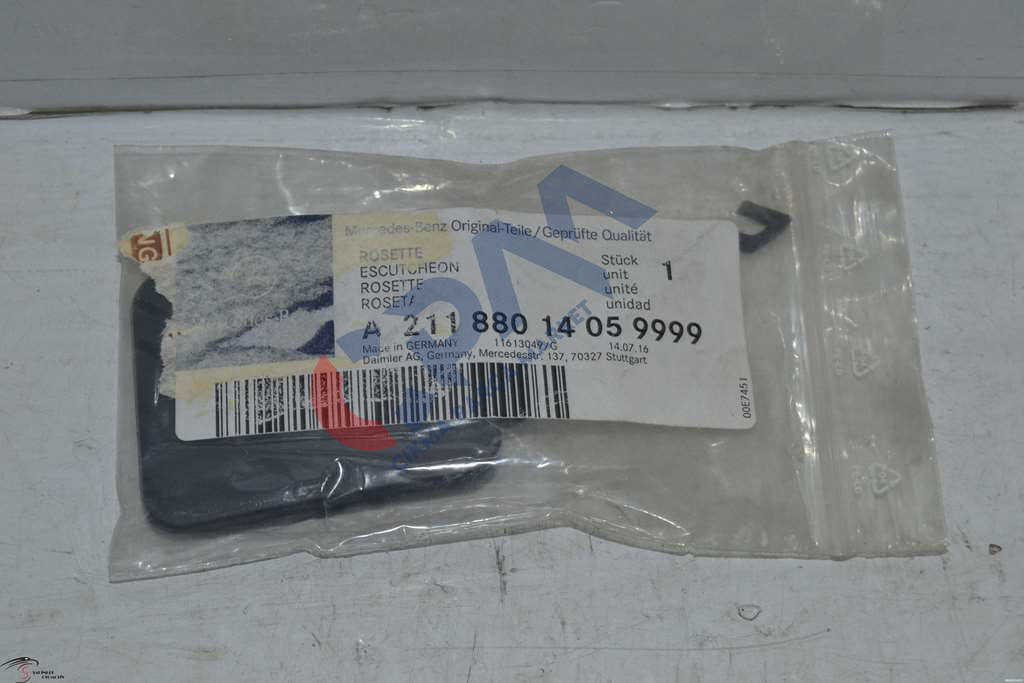 NG
Mercedes-Benz Original-Teile/Geprüfte Qualität
ROSETTE
ESCUTCHEON
ROSETTE
ROSETA
Stück
unit 1
unité
unidad
A 211 880 14 05 9999
Made in GERMANY 14.07.16
Daimler AG, Germany, Mercedesstr. 137, 70327 Stuttgart
00E7451